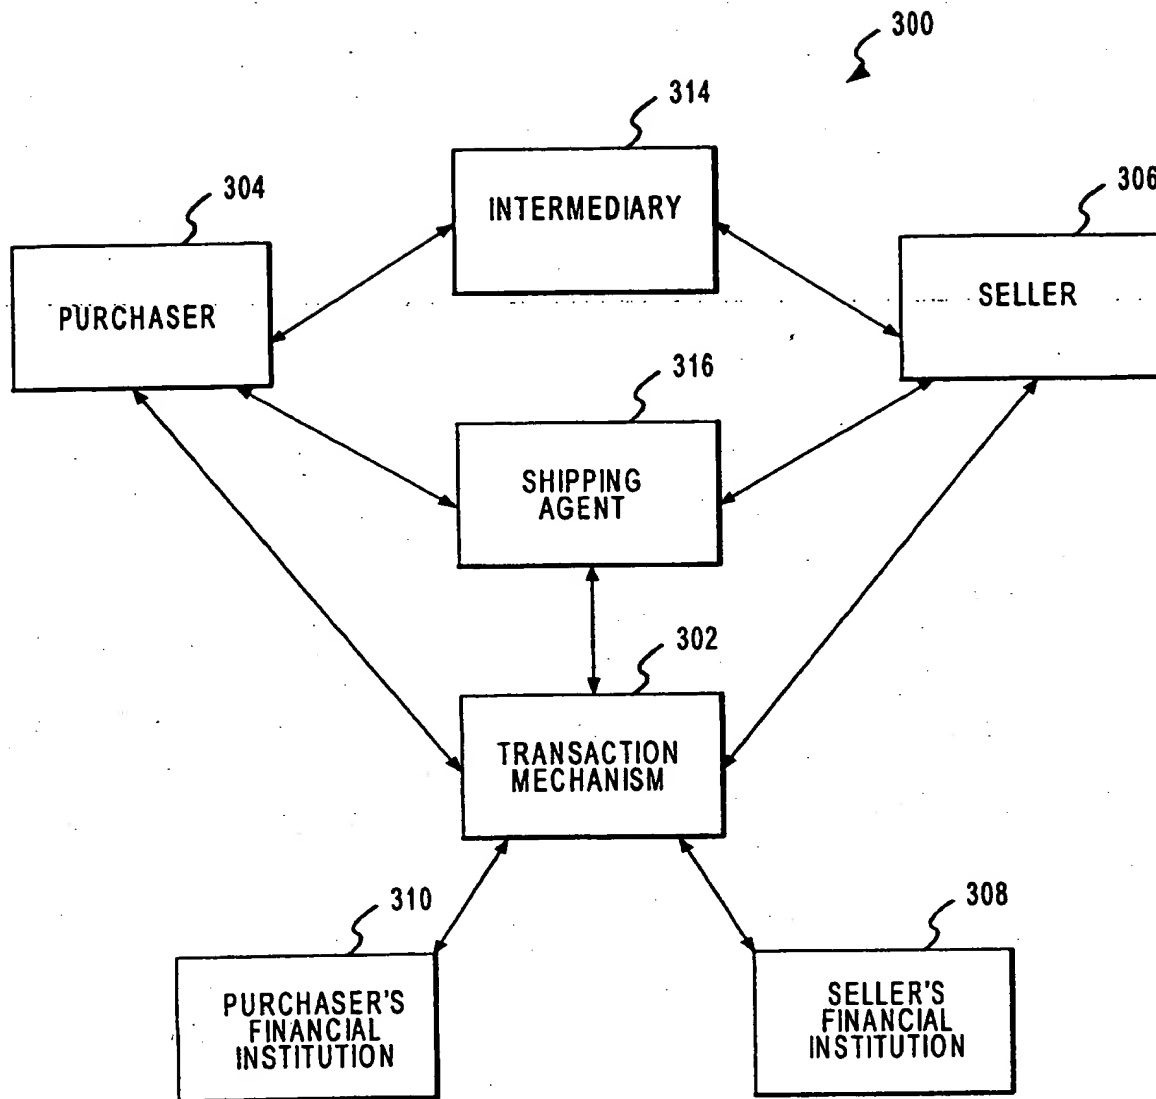 300
314
INTERMEDIARY
304
PURCHASER
306
SELLER
316
SHIPPING
AGENT
302
TRANSACTION
MECHANISM
310
PURCHASER'S
FINANCIAL
INSTITUTION
308
SELLER'S
FINANCIAL
INSTITUTION